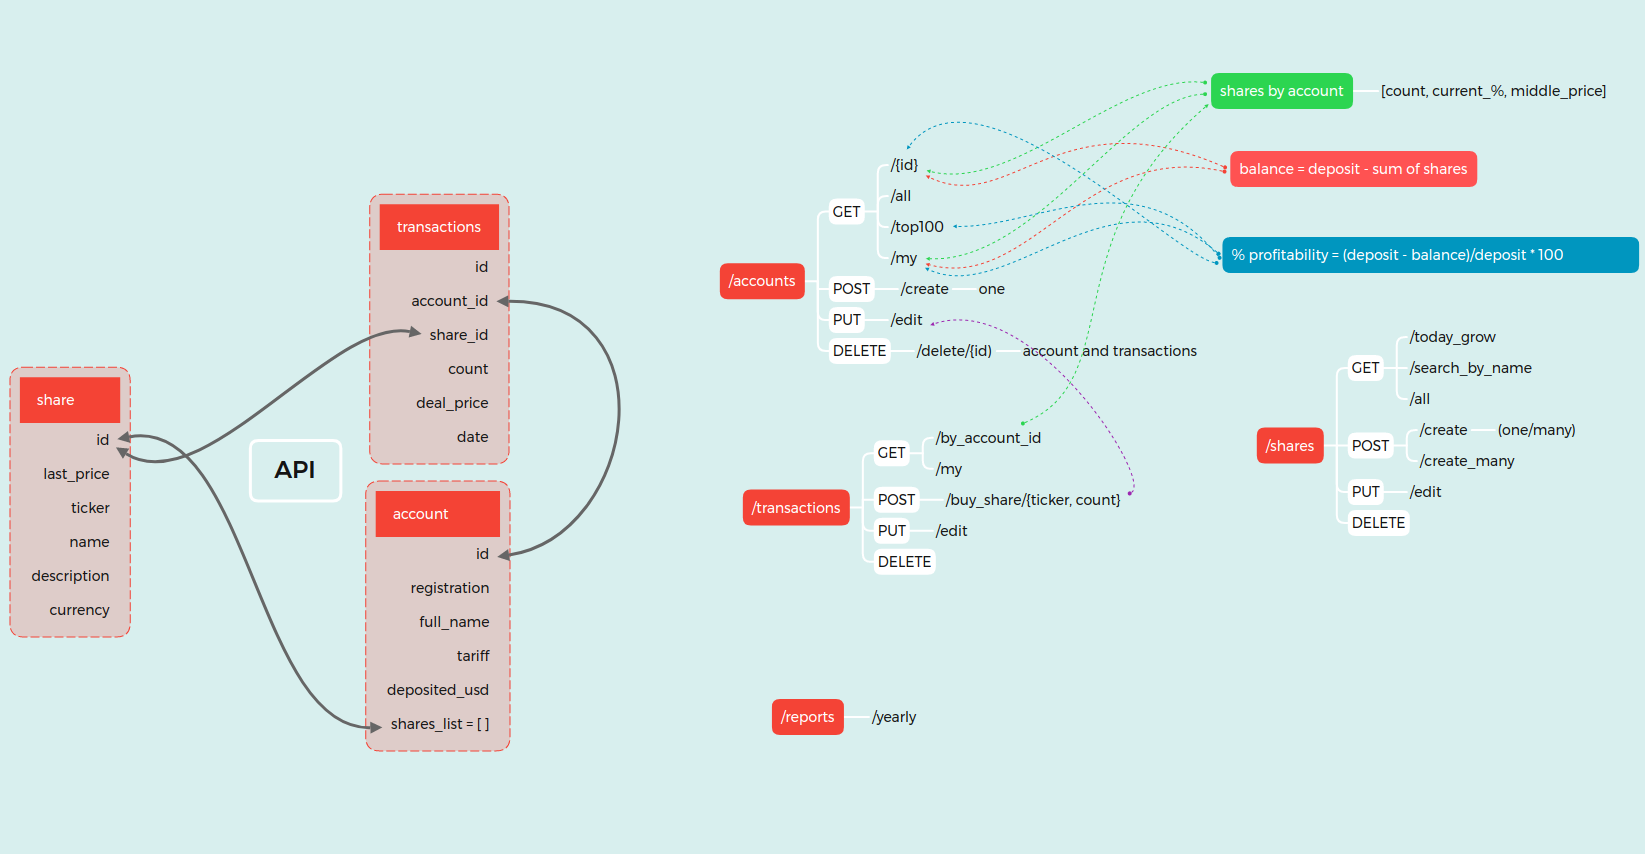 transactions
id
account_id
share_id
count
deal_price
date
share
id
last_price
ticker
name
description
currency
API
account
id
registration
full_name
tariff
deposited_usd
shares_list = [ ]
/accounts
GET
/{id}
/all
/top100
/my
POST
/create
one
PUT
/edit
DELETE
/delete/{id)
account and transactions
shares by account
[count, current_%, middle_price]
balance = deposit - sum of shares
% profitability = (deposit - balance)/deposit * 100
/transactions
GET
/by_account_id
/my
POST
/buy_share/{ticker, count}
PUT
/edit
DELETE
/shares
GET
/today_grow
/search_by_name
/all
POST
/create
(one/many)
/create_many
PUT
/edit
DELETE
/reports
/yearly